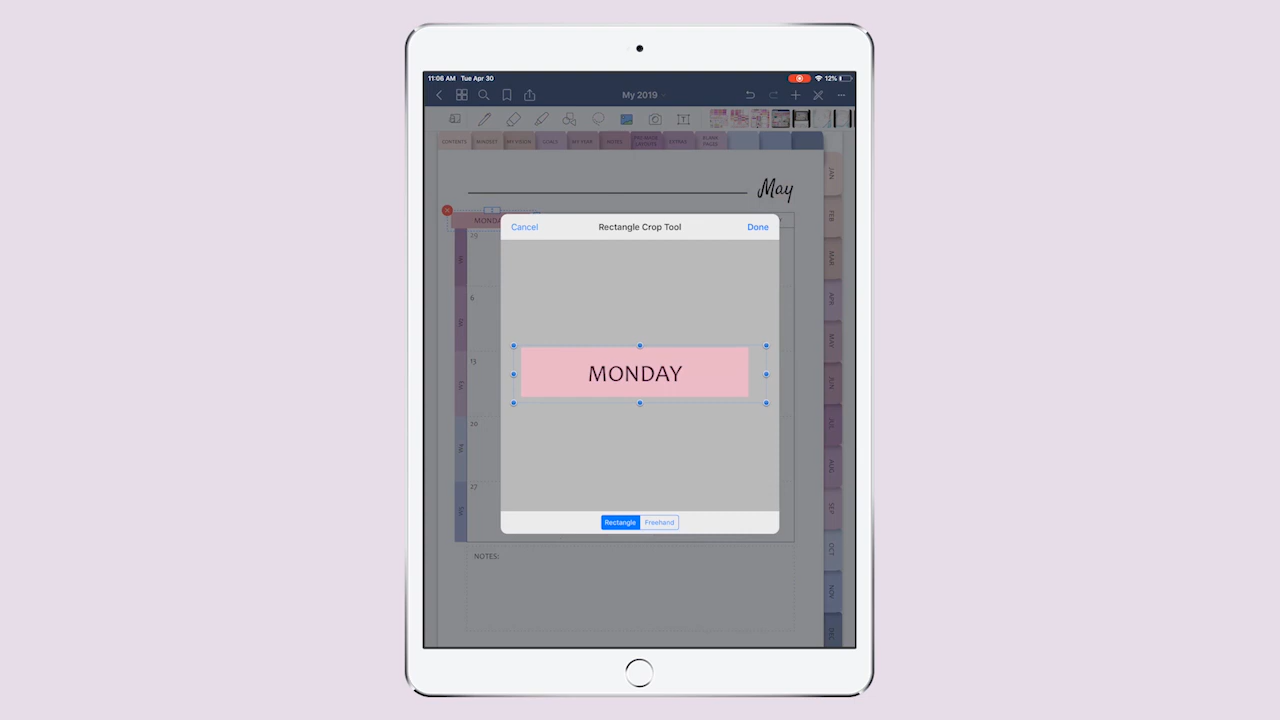 11:06 AM Tue Apr 30
12%
My 2019
CONTENTS MINDSET MY VISION GOALS MY YEAR NOTES EXTRAS BLANK PAGES
May
MONDAY
Cancel Rectangle Crop Tool Done
MONDAY
6
13
20
27
Rectangle Freehand
NOTES:
JAN
FEB
MAR
APR
MAY
JUN
JUL
AUG
SEP
OCT
NOV